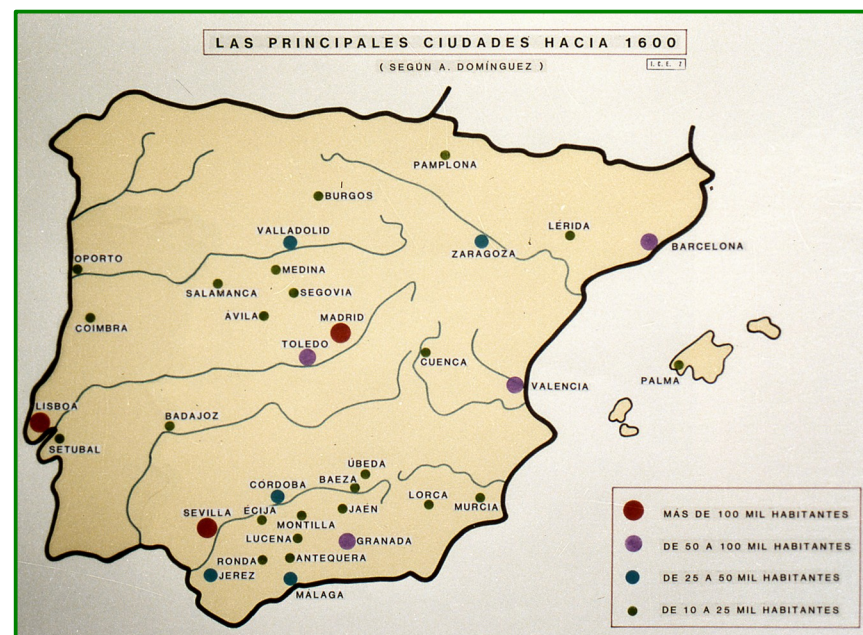 LAS PRINCIPALES CIUDADES HACIA 1600
( SEGÚN A. DOMÍNGUEZ )
I.C.E. 2
PAMPLONA
BURGOS
VALLADOLID
LÉRIDA
ZARAGOZA
BARCELONA
OPORTO
MEDINA
SALAMANCA
SEGOVIA
ÁVILA
MADRID
COIMBRA
TOLEDO
CUENCA
PALMA
VALENCIA
LISBOA
BADAJOZ
SETUBAL
ÚBEDA
BAEZA
CÓRDOBA
LORCA
MURCIA
SEVILLA
ÉCIJA
JAÉN
MONTILLA
LUCENA
GRANADA
RONDA
ANTEQUERA
JEREZ
MÁLAGA
MÁS DE 100 MIL HABITANTES
DE 50 A 100 MIL HABITANTES
DE 25 A 50 MIL HABITANTES
DE 10 A 25 MIL HABITANTES